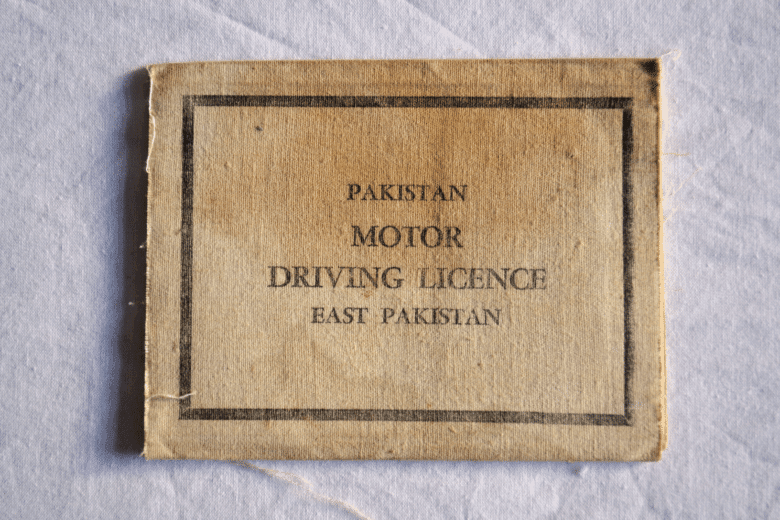 PAKISTAN
MOTOR
DRIVING LICENCE
EAST PAKISTAN